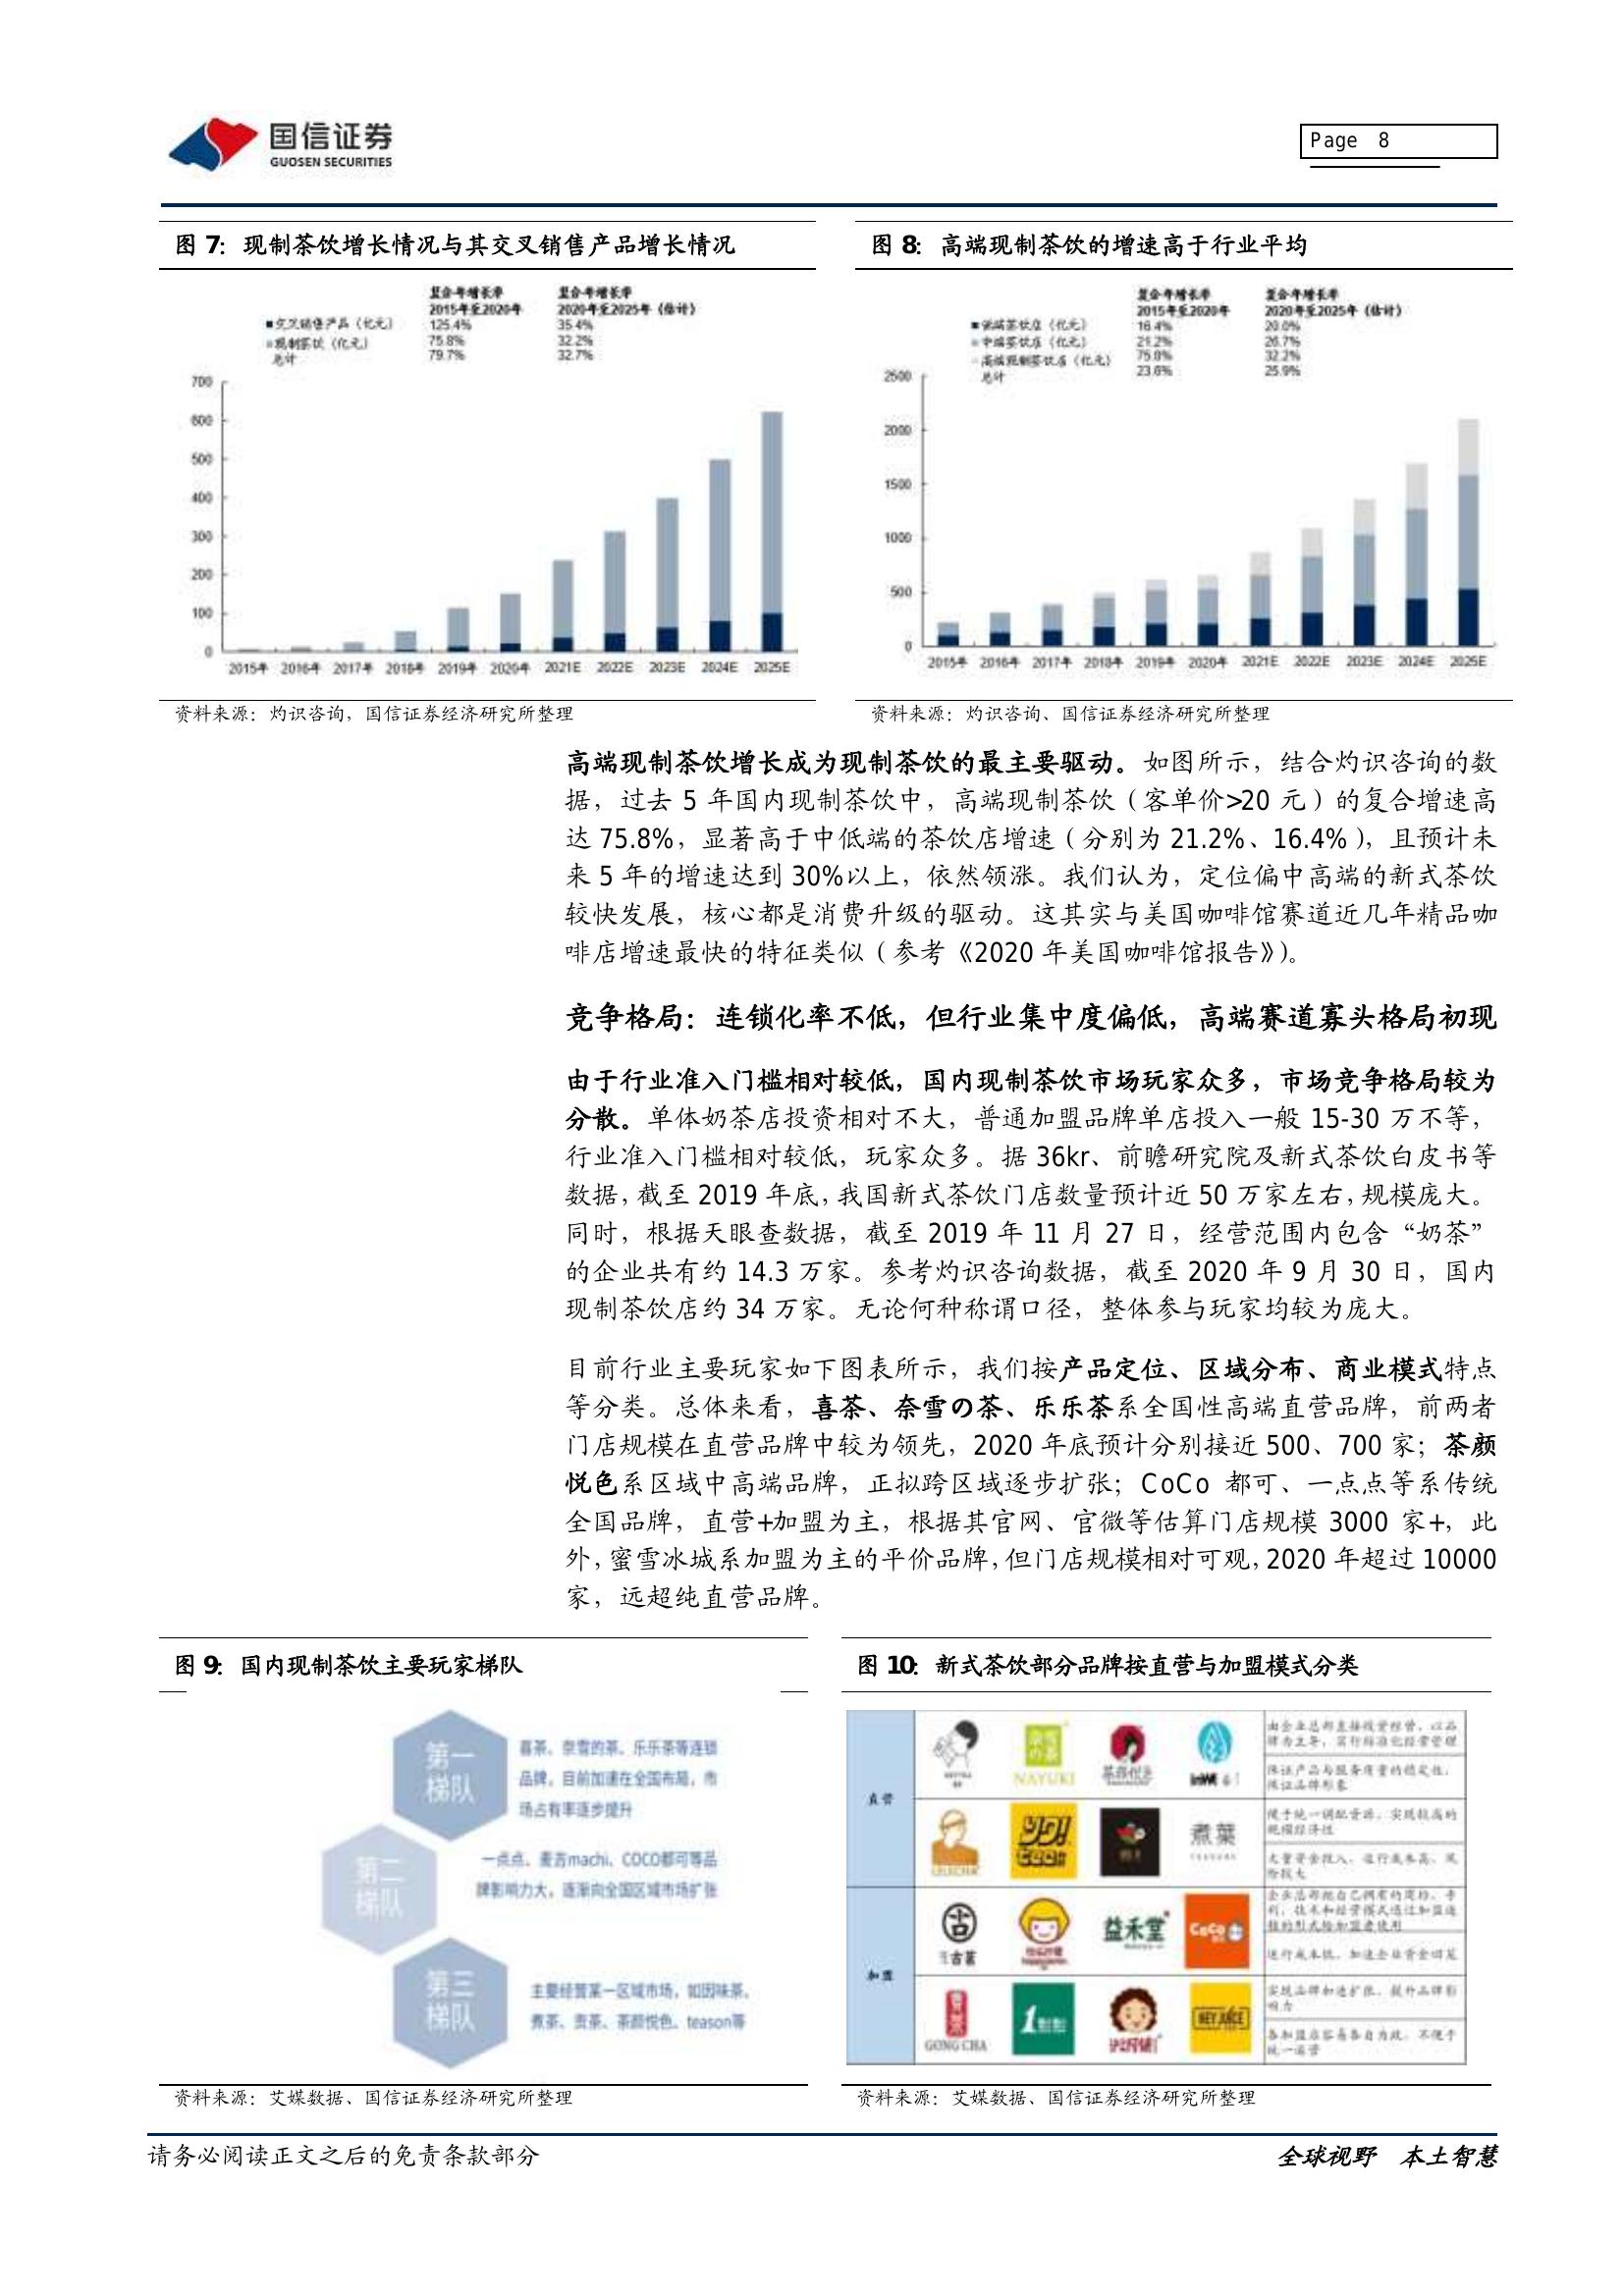 国信证券
GUOSEN SECURITIES
Page 8
图 7：现制茶饮增长情况与其交叉销售产品增长情况
复合年增长率 复合年增长率
2015年至2020年 2020年至2025年（估计）
■交叉销售产品（亿元） 125.4% 35.4%
■现制茶饮（亿元） 75.8% 32.2%
总计 79.7% 32.7%
700
600
500
400
300
200
100
0
2015年 2016年 2017年 2018年 2019年 2020年 2021E 2022E 2023E 2024E 2025E
资料来源：灼识咨询，国信证券经济研究所整理
图 8：高端现制茶饮的增速高于行业平均
复合年增长率 复合年增长率
2015年至2020年 2020年至2025年（估计）
■低端茶饮店（亿元） 16.4% 20.0%
■中端茶饮店（亿元） 21.2% 26.7%
高端现制茶饮店（亿元） 75.8% 32.2%
总计 23.6% 25.9%
2500
2000
1500
1000
500
0
2015年 2016年 2017年 2018年 2019年 2020年 2021E 2022E 2023E 2024E 2025E
资料来源：灼识咨询、国信证券经济研究所整理
高端现制茶饮增长成为现制茶饮的最主要驱动。如图所示，结合灼识咨询的数
据，过去 5 年国内现制茶饮中，高端现制茶饮（客单价>20 元）的复合增速高
达 75.8%，显著高于中低端的茶饮店增速（分别为 21.2%、16.4%），且预计未
来 5 年的增速达到 30%以上，依然领涨。我们认为，定位偏中高端的新式茶饮
较快发展，核心都是消费升级的驱动。这其实与美国咖啡馆赛道近几年精品咖
啡店增速最快的特征类似（参考《2020 年美国咖啡馆报告》）。
竞争格局：连锁化率不低，但行业集中度偏低，高端赛道寡头格局初现
由于行业准入门槛相对较低，国内现制茶饮市场玩家众多，市场竞争格局较为
分散。单体奶茶店投资相对不大，普通加盟品牌单店投入一般 15-30 万不等，
行业准入门槛相对较低，玩家众多。据 36kr、前瞻研究院及新式茶饮白皮书等
数据，截至 2019 年底，我国新式茶饮门店数量预计近 50 万家左右，规模庞大。
同时，根据天眼查数据，截至 2019 年 11 月 27 日，经营范围内包含“奶茶”
的企业共有约 14.3 万家。参考灼识咨询数据，截至 2020 年 9 月 30 日，国内
现制茶饮店约 34 万家。无论何种称谓口径，整体参与玩家均较为庞大。
目前行业主要玩家如下图表所示，我们按产品定位、区域分布、商业模式特点
等分类。总体来看，喜茶、奈雪の茶、乐乐茶系全国性高端直营品牌，前两者
门店规模在直营品牌中较为领先，2020 年底预计分别接近 500、700 家；茶颜
悦色系区域中高端品牌，正拟跨区域逐步扩张；CoCo 都可、一点点等系传统
全国品牌，直营+加盟为主，根据其官网、官微等估算门店规模 3000 家+，此
外，蜜雪冰城系加盟为主的平价品牌，但门店规模相对可观，2020 年超过 10000
家，远超纯直营品牌。
图 9：国内现制茶饮主要玩家梯队
第一
梯队
喜茶、奈雪的茶、乐乐茶等连锁
品牌，目前加速在全国布局，市
场占有率逐步提升
第二
梯队
一点点、麦吉machi、COCO都可等品
牌影响力大，逐渐向全国区域市场扩张
第三
梯队
主要经营某一区域市场，如因味茶、
煮茶、贡茶、茶颜悦色、teason等
资料来源：艾媒数据、国信证券经济研究所整理
图 10：新式茶饮部分品牌按直营与加盟模式分类
直营
奈雪の茶
NAYUKI
茶颜悦色
inWE
由企业总部直接投资经营，以品
牌为主导，实行标准化经营管理
保证产品与服务质量的稳定性，
保证品牌形象
LELECHA
煮葉
便于统一调配资源，实现较高的
规模经济性
大量资金投入，运行成本高，风
险较大
加盟
古茗
益禾堂
CoCo
企业总部把自己拥有的商标、专
利、技术和经营模式通过加盟连
锁的形式给加盟者使用
运行成本低，加速企业资金回笼
GONG CHA
1點點
HEY JUICE
实现品牌加速扩张，提升品牌影
响力
各加盟店容易各自为政，不便于
统一运营
资料来源：艾媒数据、国信证券经济研究所整理
请务必阅读正文之后的免责条款部分
全球视野 本土智慧